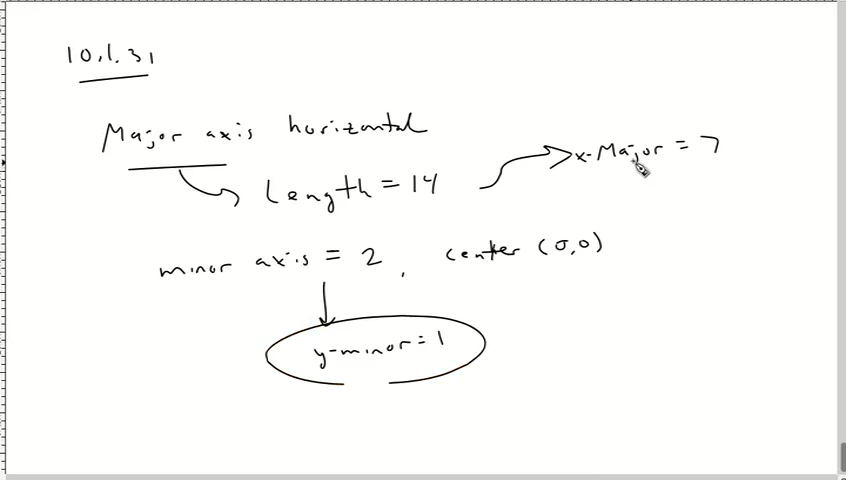 10.1.31
Major axis horizontal
Length = 14
x-Major = 7
minor axis = 2, center (0,0)
y-minor = 1